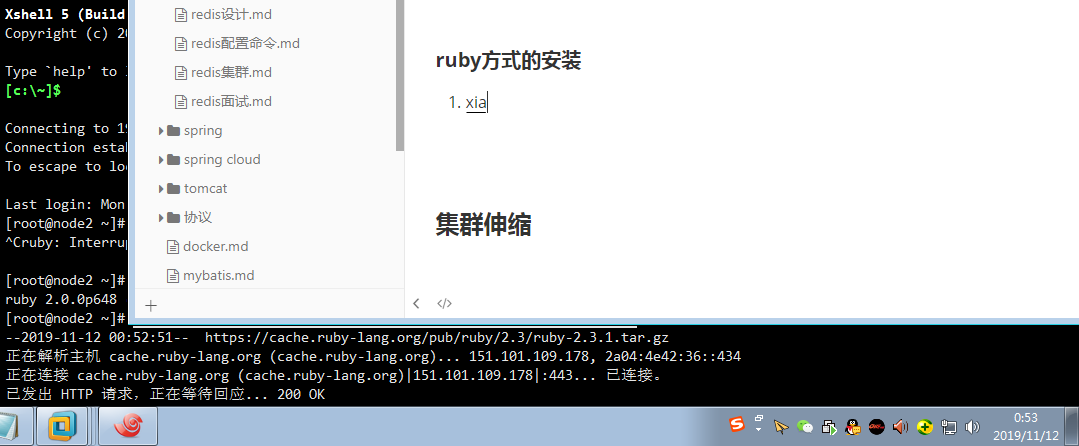 Xshell 5 (Build
Copyright (c) 20
Type `help' to l
[c:\~]$
Connecting to 19
Connection estab
To escape to loc
Last login: Mon
[root@node2 ~]#
^Cruby: Interrup
[root@node2 ~]#
ruby 2.0.0p648
[root@node2 ~]#
redis设计.md
redis配置命令.md
redis集群.md
redis面试.md
spring
spring cloud
tomcat
协议
docker.md
mybatis.md
ruby方式的安装
1. xia
集群伸缩
--2019-11-12 00:52:51-- https://cache.ruby-lang.org/pub/ruby/2.3/ruby-2.3.1.tar.gz
正在解析主机 cache.ruby-lang.org (cache.ruby-lang.org)... 151.101.109.178, 2a04:4e42:36::434
正在连接 cache.ruby-lang.org (cache.ruby-lang.org)|151.101.109.178|:443... 已连接。
已发出 HTTP 请求，正在等待回应... 200 OK
0:53
2019/11/12